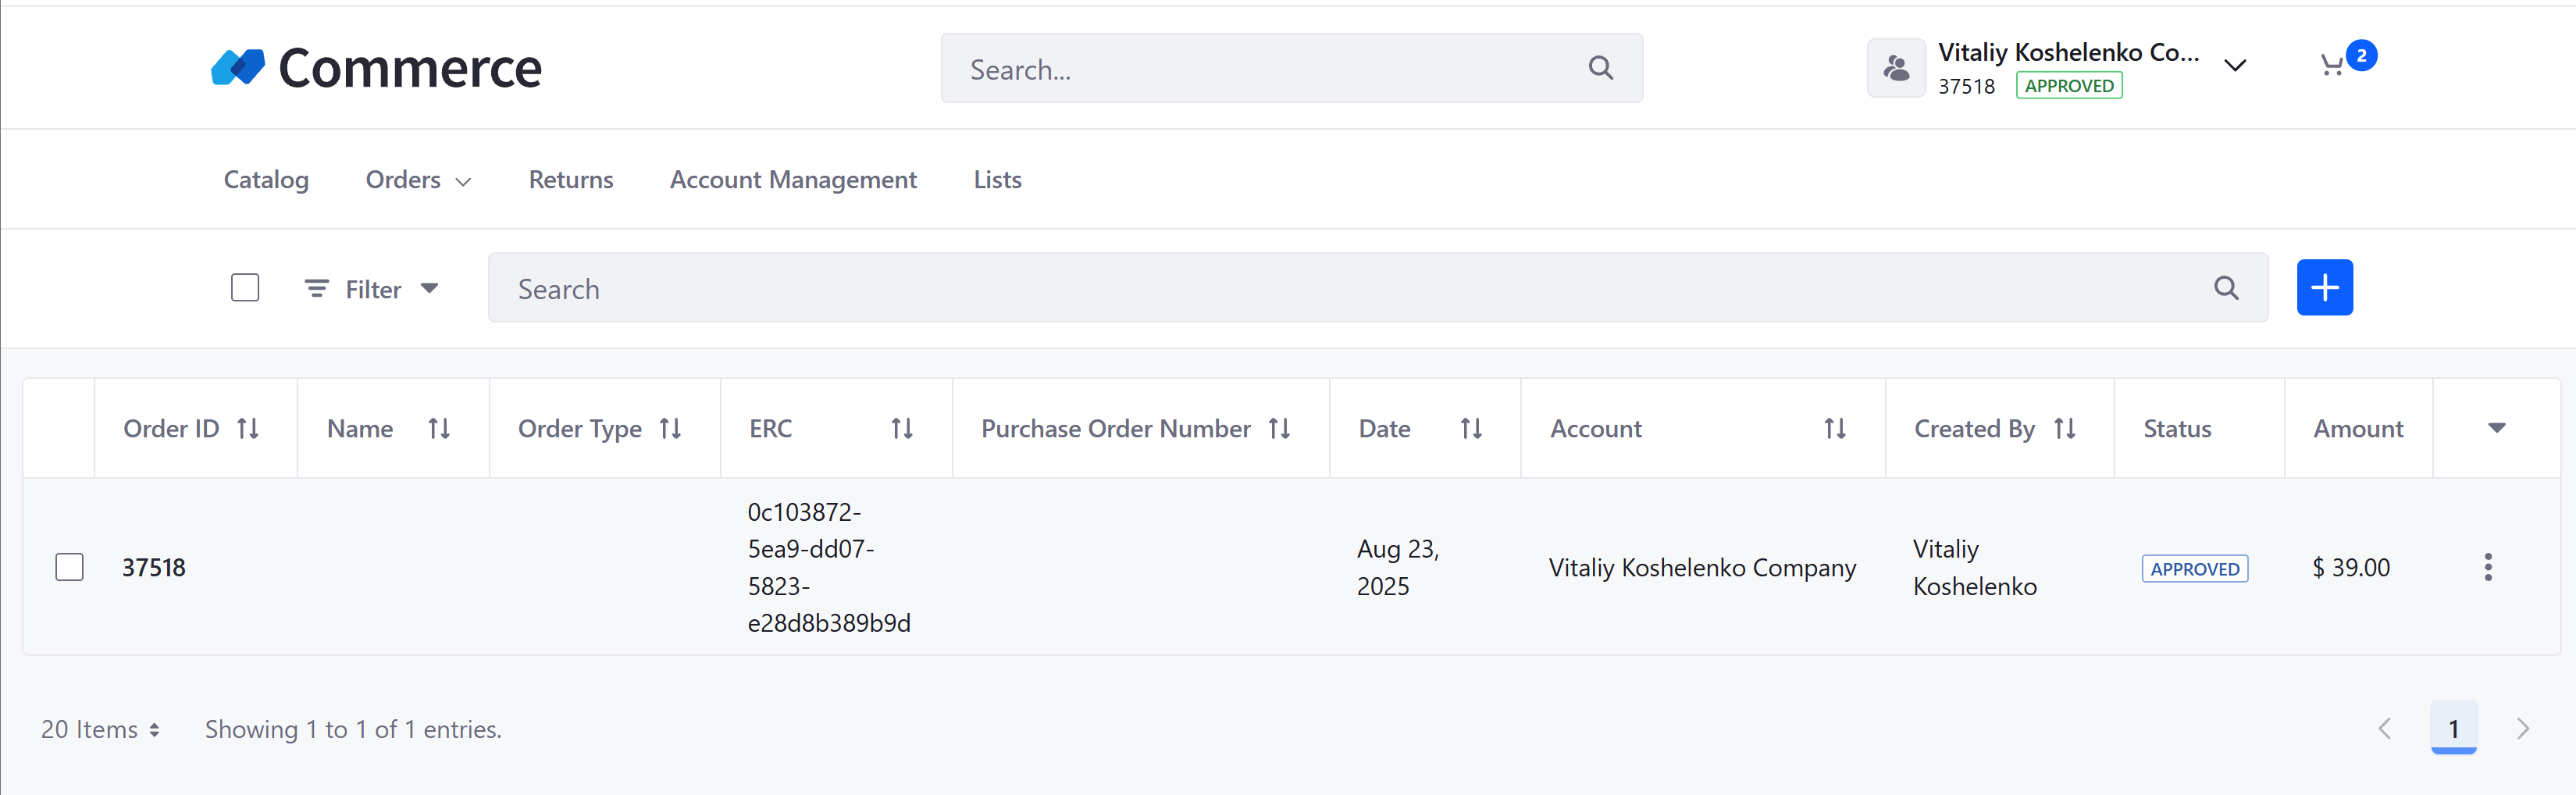 Commerce
Search...
Vitaliy Koshelenko Co...
37518 APPROVED
2
Catalog Orders Returns Account Management Lists
Filter Search
Order ID Name Order Type ERC Purchase Order Number Date Account Created By Status Amount
37518
0c103872-
5ea9-dd07-
5823-
e28d8b389b9d
Aug 23,
2025
Vitaliy Koshelenko Company
Vitaliy
Koshelenko
APPROVED
$ 39.00
20 Items Showing 1 to 1 of 1 entries.
1